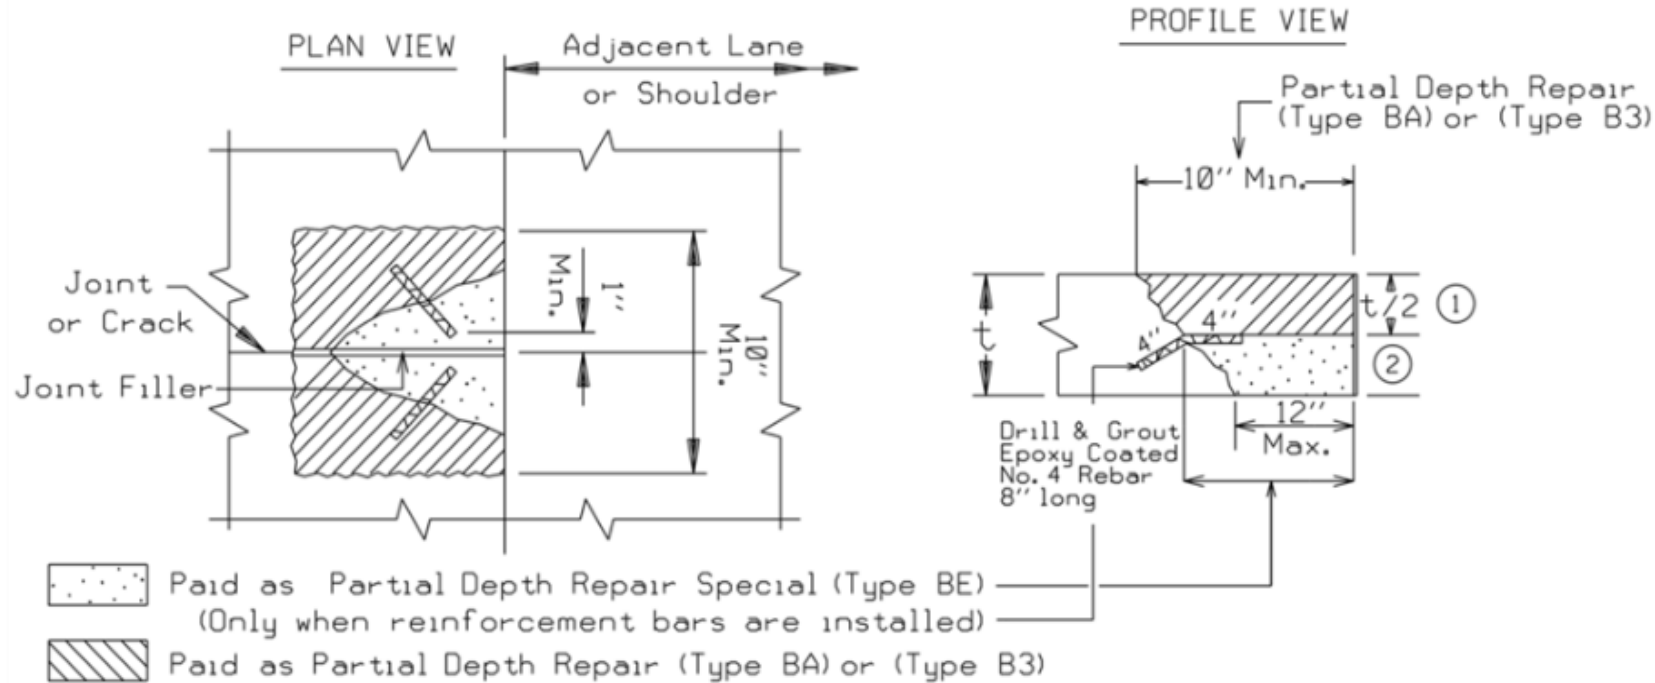 PLAN VIEW
Adjacent Lane
or Shoulder
PROFILE VIEW
Partial Depth Repair
(Type BA) or (Type B3)
10" Min.
Joint
or Crack
Joint Filler
1"
Min.
10"
Min.
t
4"
4"
t/2
1
2
12"
Max.
Drill & Grout
Epoxy Coated
No. 4 Rebar
8" long
Paid as Partial Depth Repair Special (Type BE)
(Only when reinforcement bars are installed)
Paid as Partial Depth Repair (Type BA) or (Type B3)